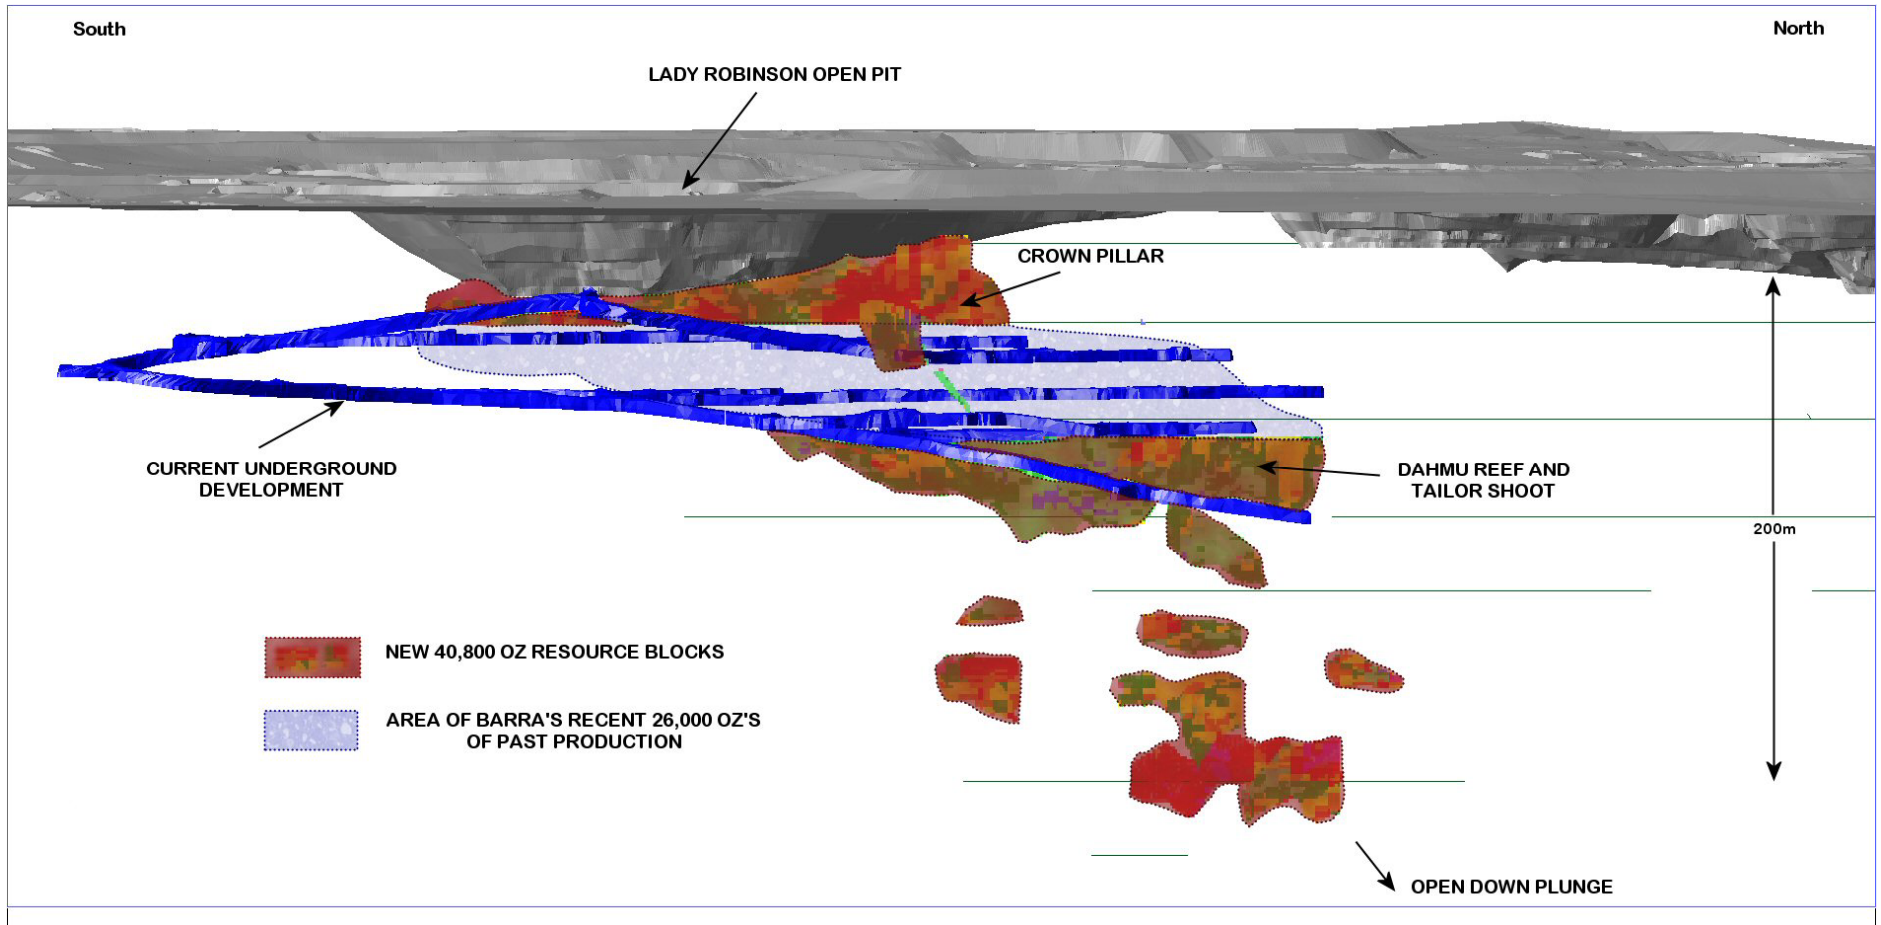 South
North
LADY ROBINSON OPEN PIT
CROWN PILLAR
CURRENT UNDERGROUND
DEVELOPMENT
DAHMU REEF AND
TAILOR SHOOT
200m
NEW 40,800 OZ RESOURCE BLOCKS
AREA OF BARRA'S RECENT 26,000 OZ'S
OF PAST PRODUCTION
OPEN DOWN PLUNGE